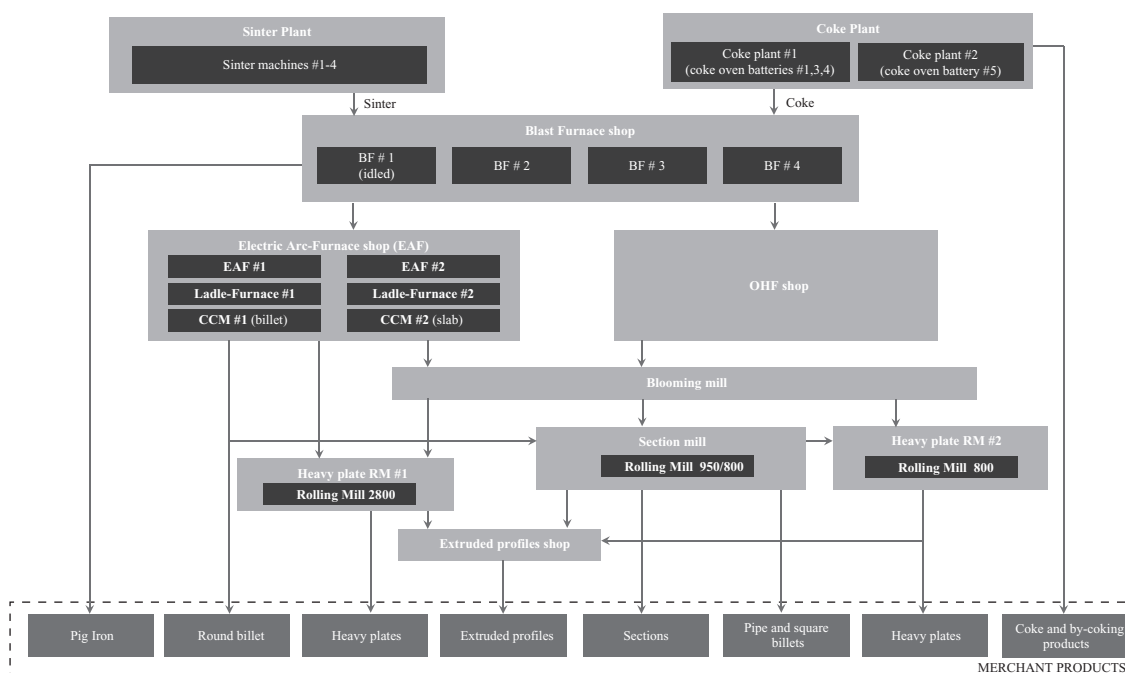 Sinter Plant
Sinter machines #1-4
Coke Plant
Coke plant #1
(coke oven batteries #1,3,4)
Coke plant #2
(coke oven battery #5)
Sinter
Coke
Blast Furnace shop
BF # 1
(idled)
BF # 2
BF # 3
BF # 4
Electric Arc-Furnace shop (EAF)
EAF #1
EAF #2
Ladle-Furnace #1
Ladle-Furnace #2
CCM #1 (billet)
CCM #2 (slab)
OHF shop
Blooming mill
Section mill
Rolling Mill 950/800
Heavy plate RM #2
Rolling Mill 800
Heavy plate RM #1
Rolling Mill 2800
Extruded profiles shop
Pig Iron
Round billet
Heavy plates
Extruded profiles
Sections
Pipe and square
billets
Heavy plates
Coke and by-coking
products
MERCHANT PRODUCTS